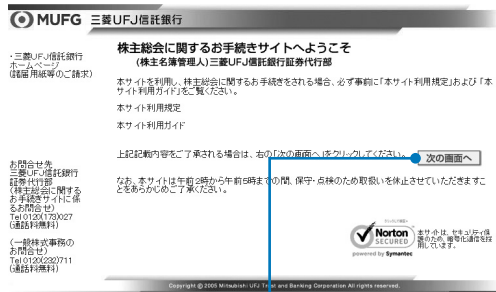 MUFG 三菱UFJ信託銀行
・三菱UFJ信託銀行
ホームページ
(諸届用紙等のご請求)
お問合せ先
三菱UFJ信託銀行
証券代行部
(株主総会に関する
お手続きサイトに係
るお問合せ)
Tel 0120(173)027
(通話料無料)
(一般株式事務の
お問合せ)
Tel 0120(232)711
(通話料無料)
株主総会に関するお手続きサイトへようこそ
(株主名簿管理人)三菱UFJ信託銀行証券代行部
本サイトを利用し、株主総会に関するお手続きをされる場合、必ず事前に「本サイト利用規定」および「本
サイト利用ガイド」をご覧ください。
本サイト利用規定
本サイト利用ガイド
上記記載内容をご了承される場合は、右の「次の画面へ」をクリックしてください。
次の画面へ
なお、本サイトは午前2時から午前5時までの間、保守・点検のため取扱いを休止させていただきますこ
とをあらかじめご了承ください。
Norton
SECURED
powered by Symantec
本サイトは、セキュリティ保
護のため、暗号化通信を採
用しています。
Copyright © 2005 Mitsubishi UFJ Trust and Banking Corporation All rights reserved.